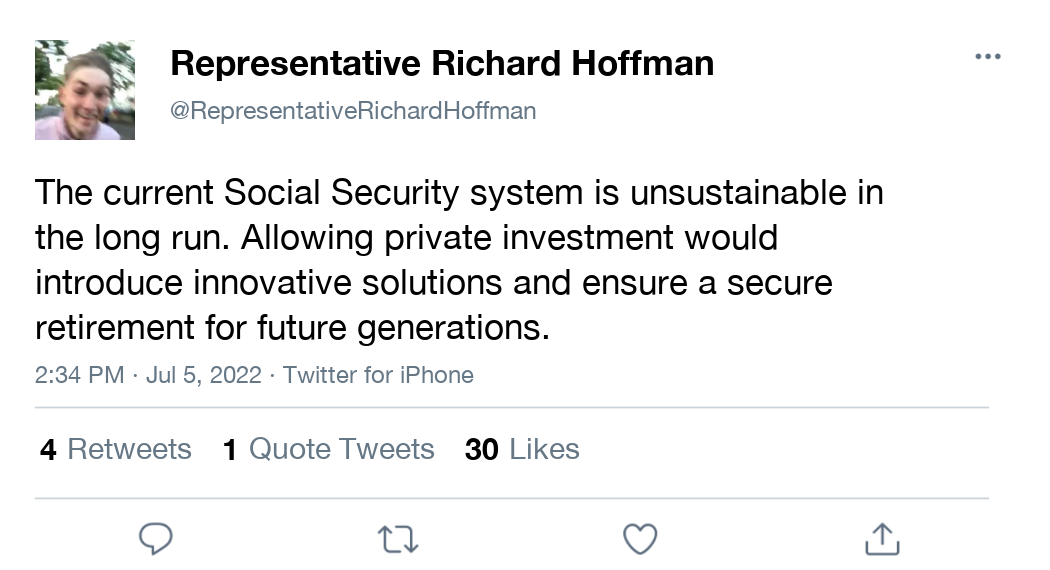 Representative Richard Hoffman
@RepresentativeRichardHoffman
The current Social Security system is unsustainable in
the long run. Allowing private investment would
introduce innovative solutions and ensure a secure
retirement for future generations.
2:34 PM · Jul 5, 2022 · Twitter for iPhone
4 Retweets 1 Quote Tweets 30 Likes